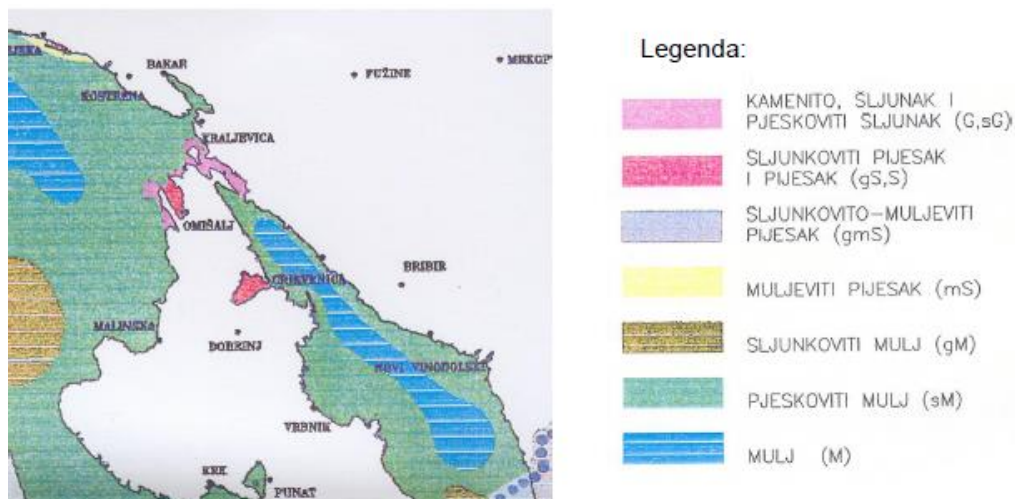 Legenda:
KAMENITO, ŠLJUNAK I
PJESKOVITI ŠLJUNAK (G,sG)
ŠLJUNKOVITI PIJESAK
I PIJESAK (gS,S)
ŠLJUNKOVITO–MULJEVITI
PIJESAK (gmS)
MULJEVITI PIJESAK (mS)
ŠLJUNKOVITI MULJ (gM)
PJESKOVITI MULJ (sM)
MULJ (M)
BAKAR
FUŽINE
KOSTRENA
KRALJEVICA
OMIŠALJ
CRIKVENICA
BRIBIR
MALINSKA
DOBRINJ
NOVI VINODOLSKI
VRBNIK
KRK
PUNAT